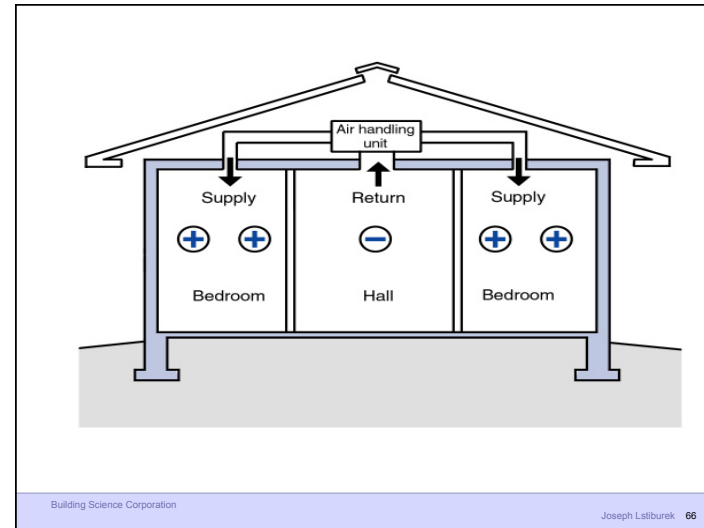 Air handling
unit
Supply
Return
Supply
+ +
−
+ +
Bedroom
Hall
Bedroom
Building Science Corporation
Joseph Lstiburek 66